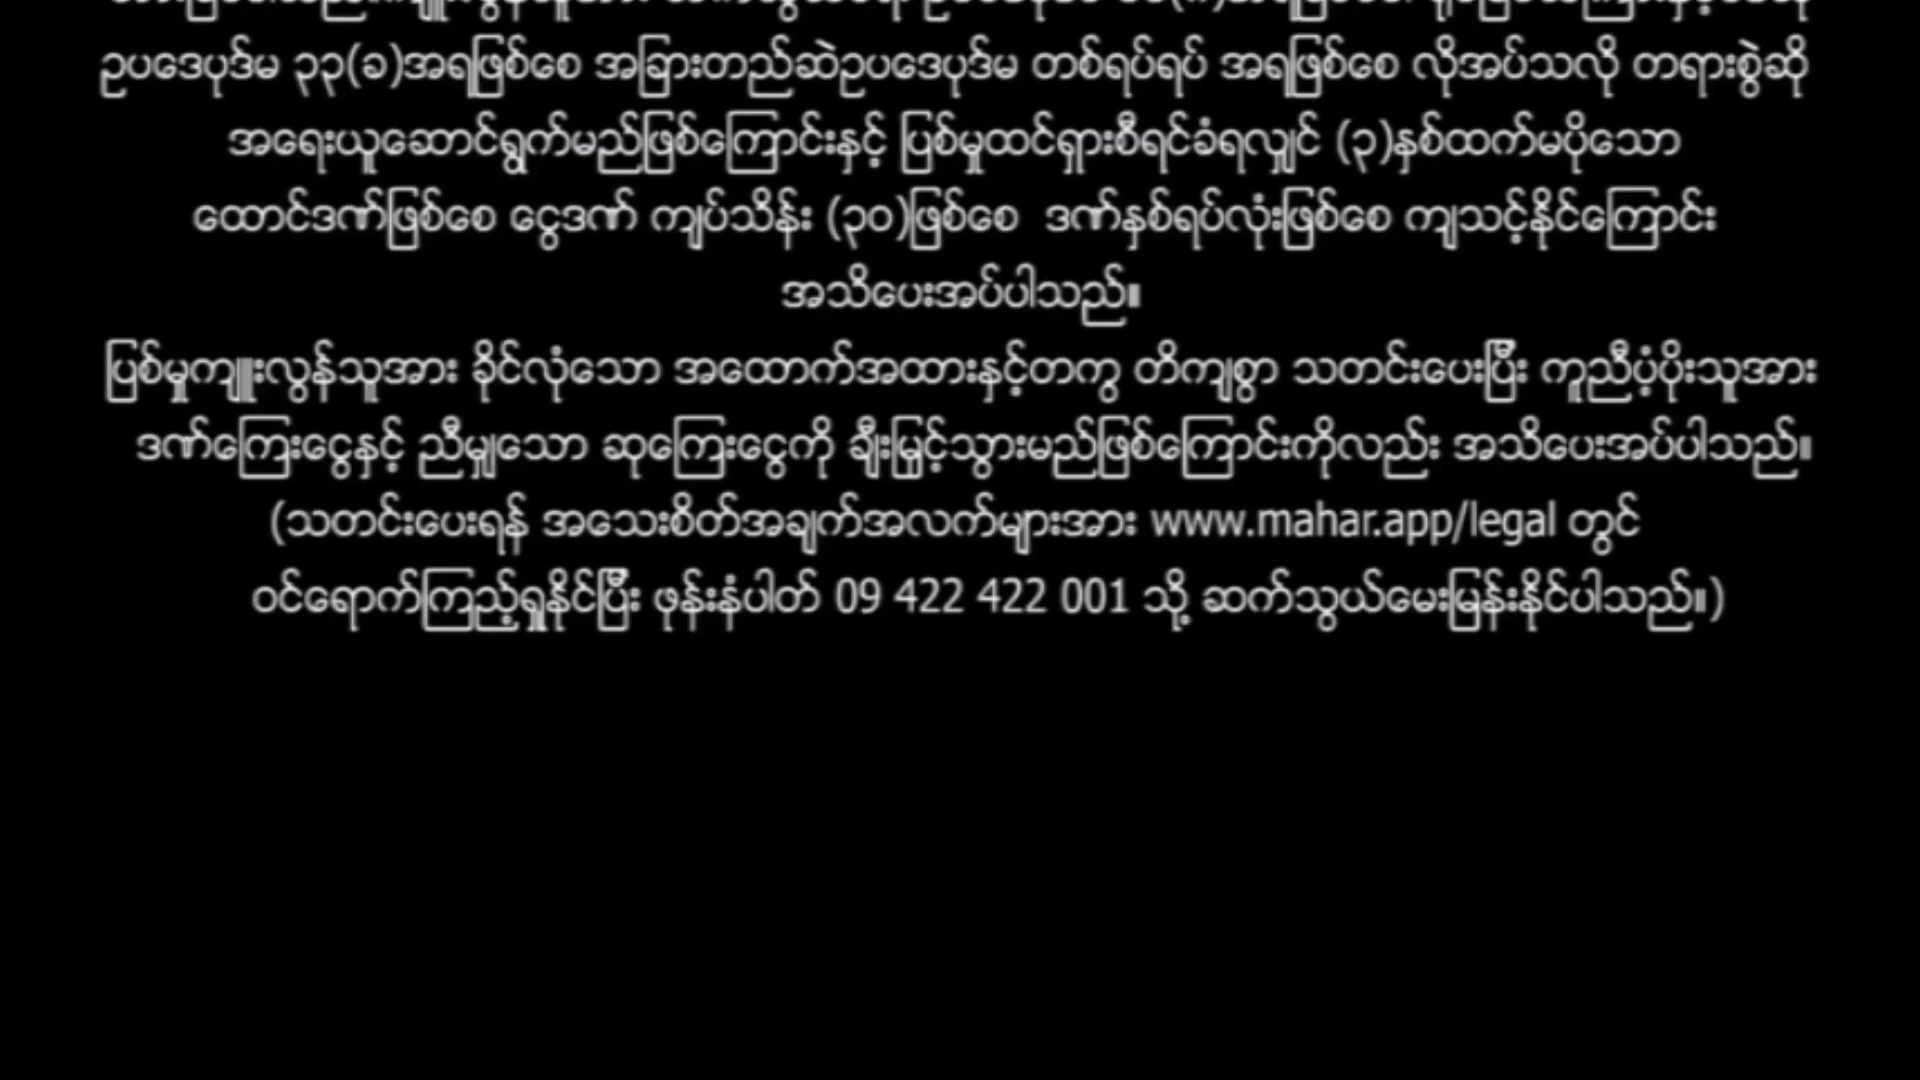 ဥပဒေပုဒ်မ ၃၃(ခ)အရဖြစ်စေ အခြားတည်ဆဲဥပဒေပုဒ်မ တစ်ရပ်ရပ် အရဖြစ်စေ လိုအပ်သလို တရားစွဲဆို
အရေးယူဆောင်ရွက်မည်ဖြစ်ကြောင်းနှင့် ပြစ်မှုထင်ရှားစီရင်ခံရလျှင် (၃)နှစ်ထက်မပိုသော
ထောင်ဒဏ်ဖြစ်စေ ငွေဒဏ် ကျပ်သိန်း (၃၀)ဖြစ်စေ ဒဏ်နှစ်ရပ်လုံးဖြစ်စေ ကျသင့်နိုင်ကြောင်း
အသိပေးအပ်ပါသည်။
ပြစ်မှုကျူးလွန်သူအား ခိုင်လုံသော အထောက်အထားနှင့်တကွ တိကျစွာ သတင်းပေးပြီး ကူညီပံ့ပိုးသူအား
ဒဏ်ကြေးငွေနှင့် ညီမျှသော ဆုကြေးငွေကို ချီးမြှင့်သွားမည်ဖြစ်ကြောင်းကိုလည်း အသိပေးအပ်ပါသည်။
(သတင်းပေးရန် အသေးစိတ်အချက်အလက်များအား www.mahar.app/legal တွင်
ဝင်ရောက်ကြည့်ရှုနိုင်ပြီး ဖုန်းနံပါတ် 09 422 422 001 သို့ ဆက်သွယ်မေးမြန်းနိုင်ပါသည်။)